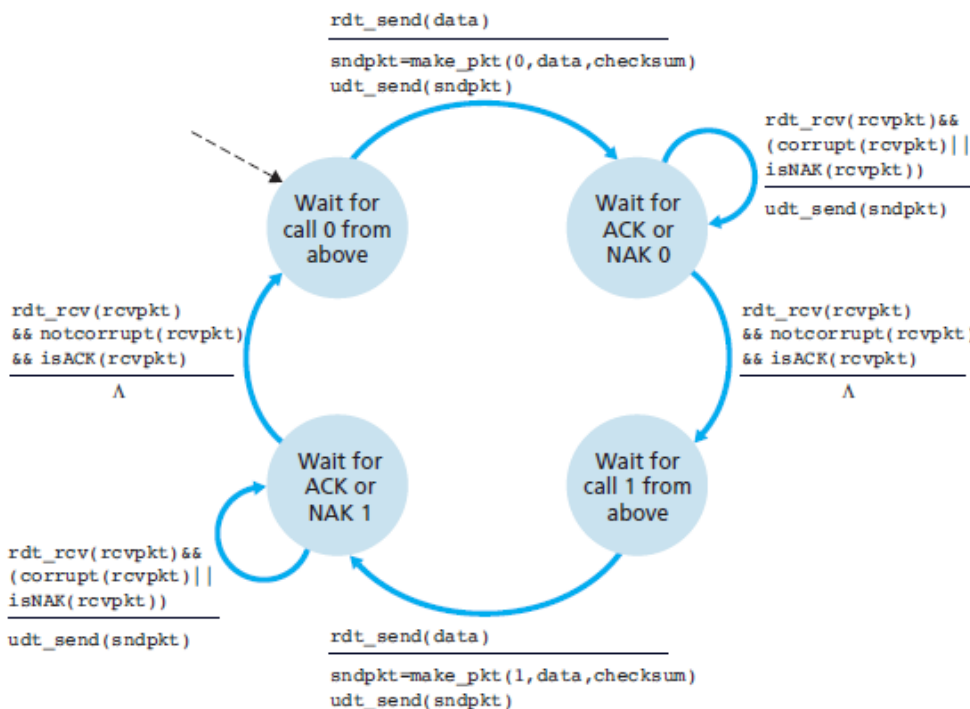 rdt_send(data)
sndpkt=make_pkt(0,data,checksum)
udt_send(sndpkt)
rdt_rcv(rcvpkt)&&
(corrupt(rcvpkt)||
isNAK(rcvpkt))
udt_send(sndpkt)
Wait for
call 0 from
above
Wait for
ACK or
NAK 0
rdt_rcv(rcvpkt)
&& notcorrupt(rcvpkt)
&& isACK(rcvpkt)
Λ
rdt_rcv(rcvpkt)
&& notcorrupt(rcvpkt)
&& isACK(rcvpkt)
Λ
Wait for
ACK or
NAK 1
Wait for
call 1 from
above
rdt_rcv(rcvpkt)&&
(corrupt(rcvpkt)||
isNAK(rcvpkt))
udt_send(sndpkt)
rdt_send(data)
sndpkt=make_pkt(1,data,checksum)
udt_send(sndpkt)